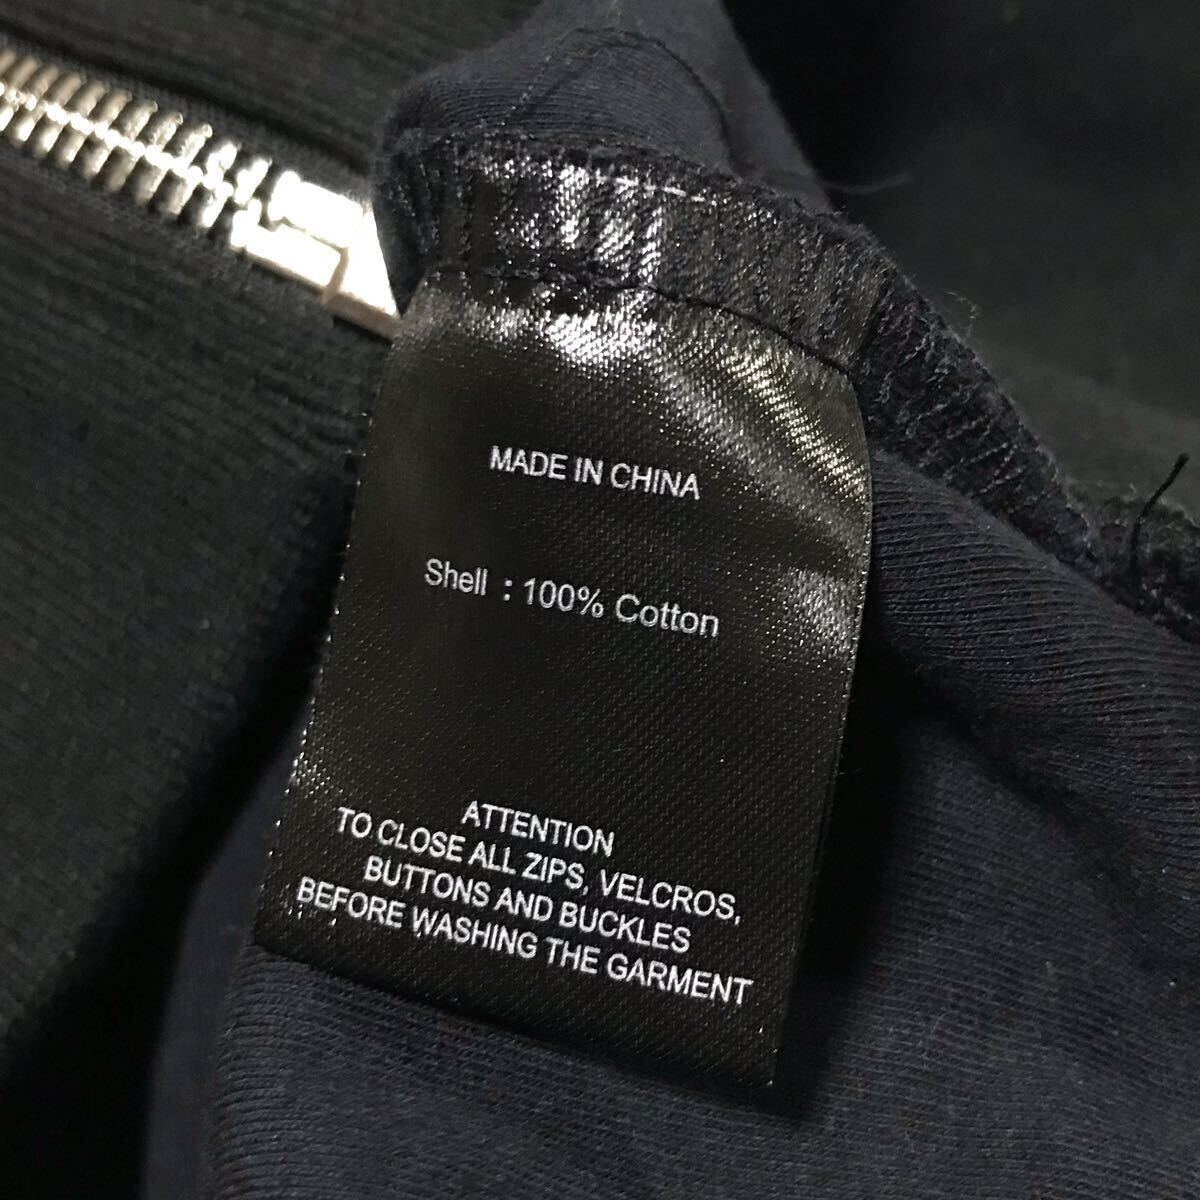 MADE IN CHINA
Shell : 100% Cotton
ATTENTION
TO CLOSE ALL ZIPS, VELCROS,
BUTTONS AND BUCKLES
BEFORE WASHING THE GARMENT